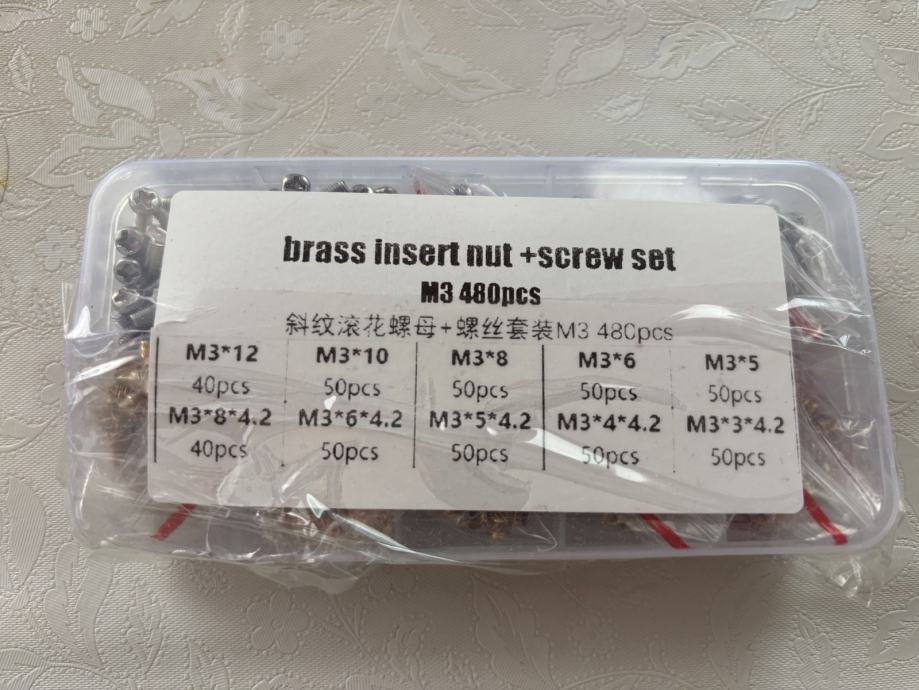 brass insert nut +screw set
M3 480pcs
斜纹滚花螺母+螺丝套装M3 480pcs
M3*12 M3*10 M3*8 M3*6 M3*5
40pcs 50pcs 50pcs 50pcs 50pcs
M3*8*4.2 M3*6*4.2 M3*5*4.2 M3*4*4.2 M3*3*4.2
40pcs 50pcs 50pcs 50pcs 50pcs